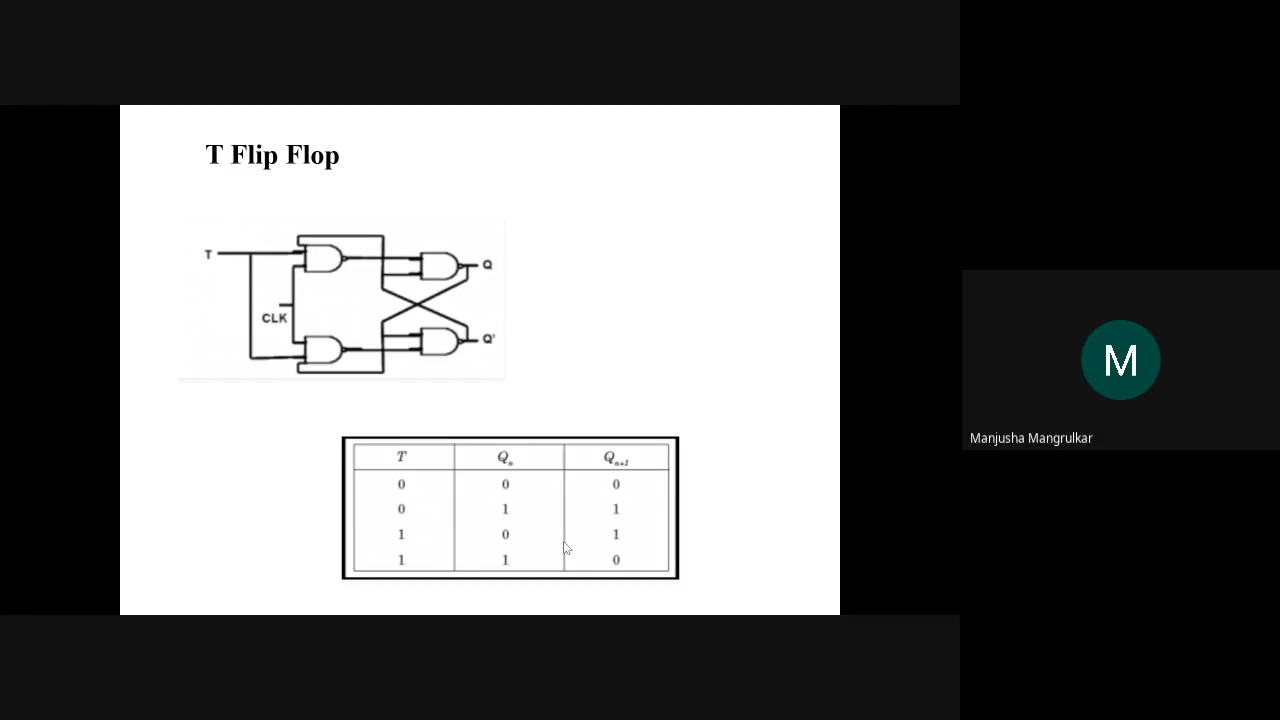 T Flip Flop
T
Q
CLK
Q'
T Qn Qn+1
0 0 0
0 1 1
1 0 1
1 1 0
M
Manjusha Mangrulkar